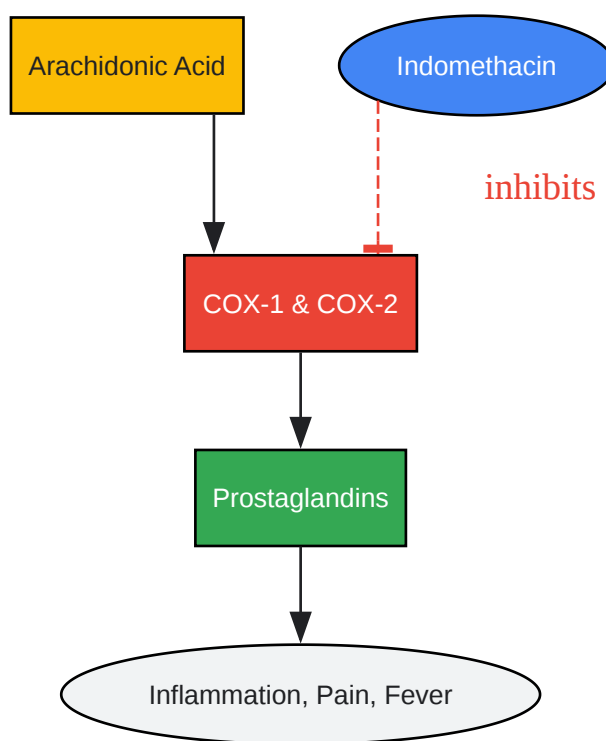 Arachidonic Acid
Indomethacin
inhibits
COX-1 & COX-2
Prostaglandins
Inflammation, Pain, Fever